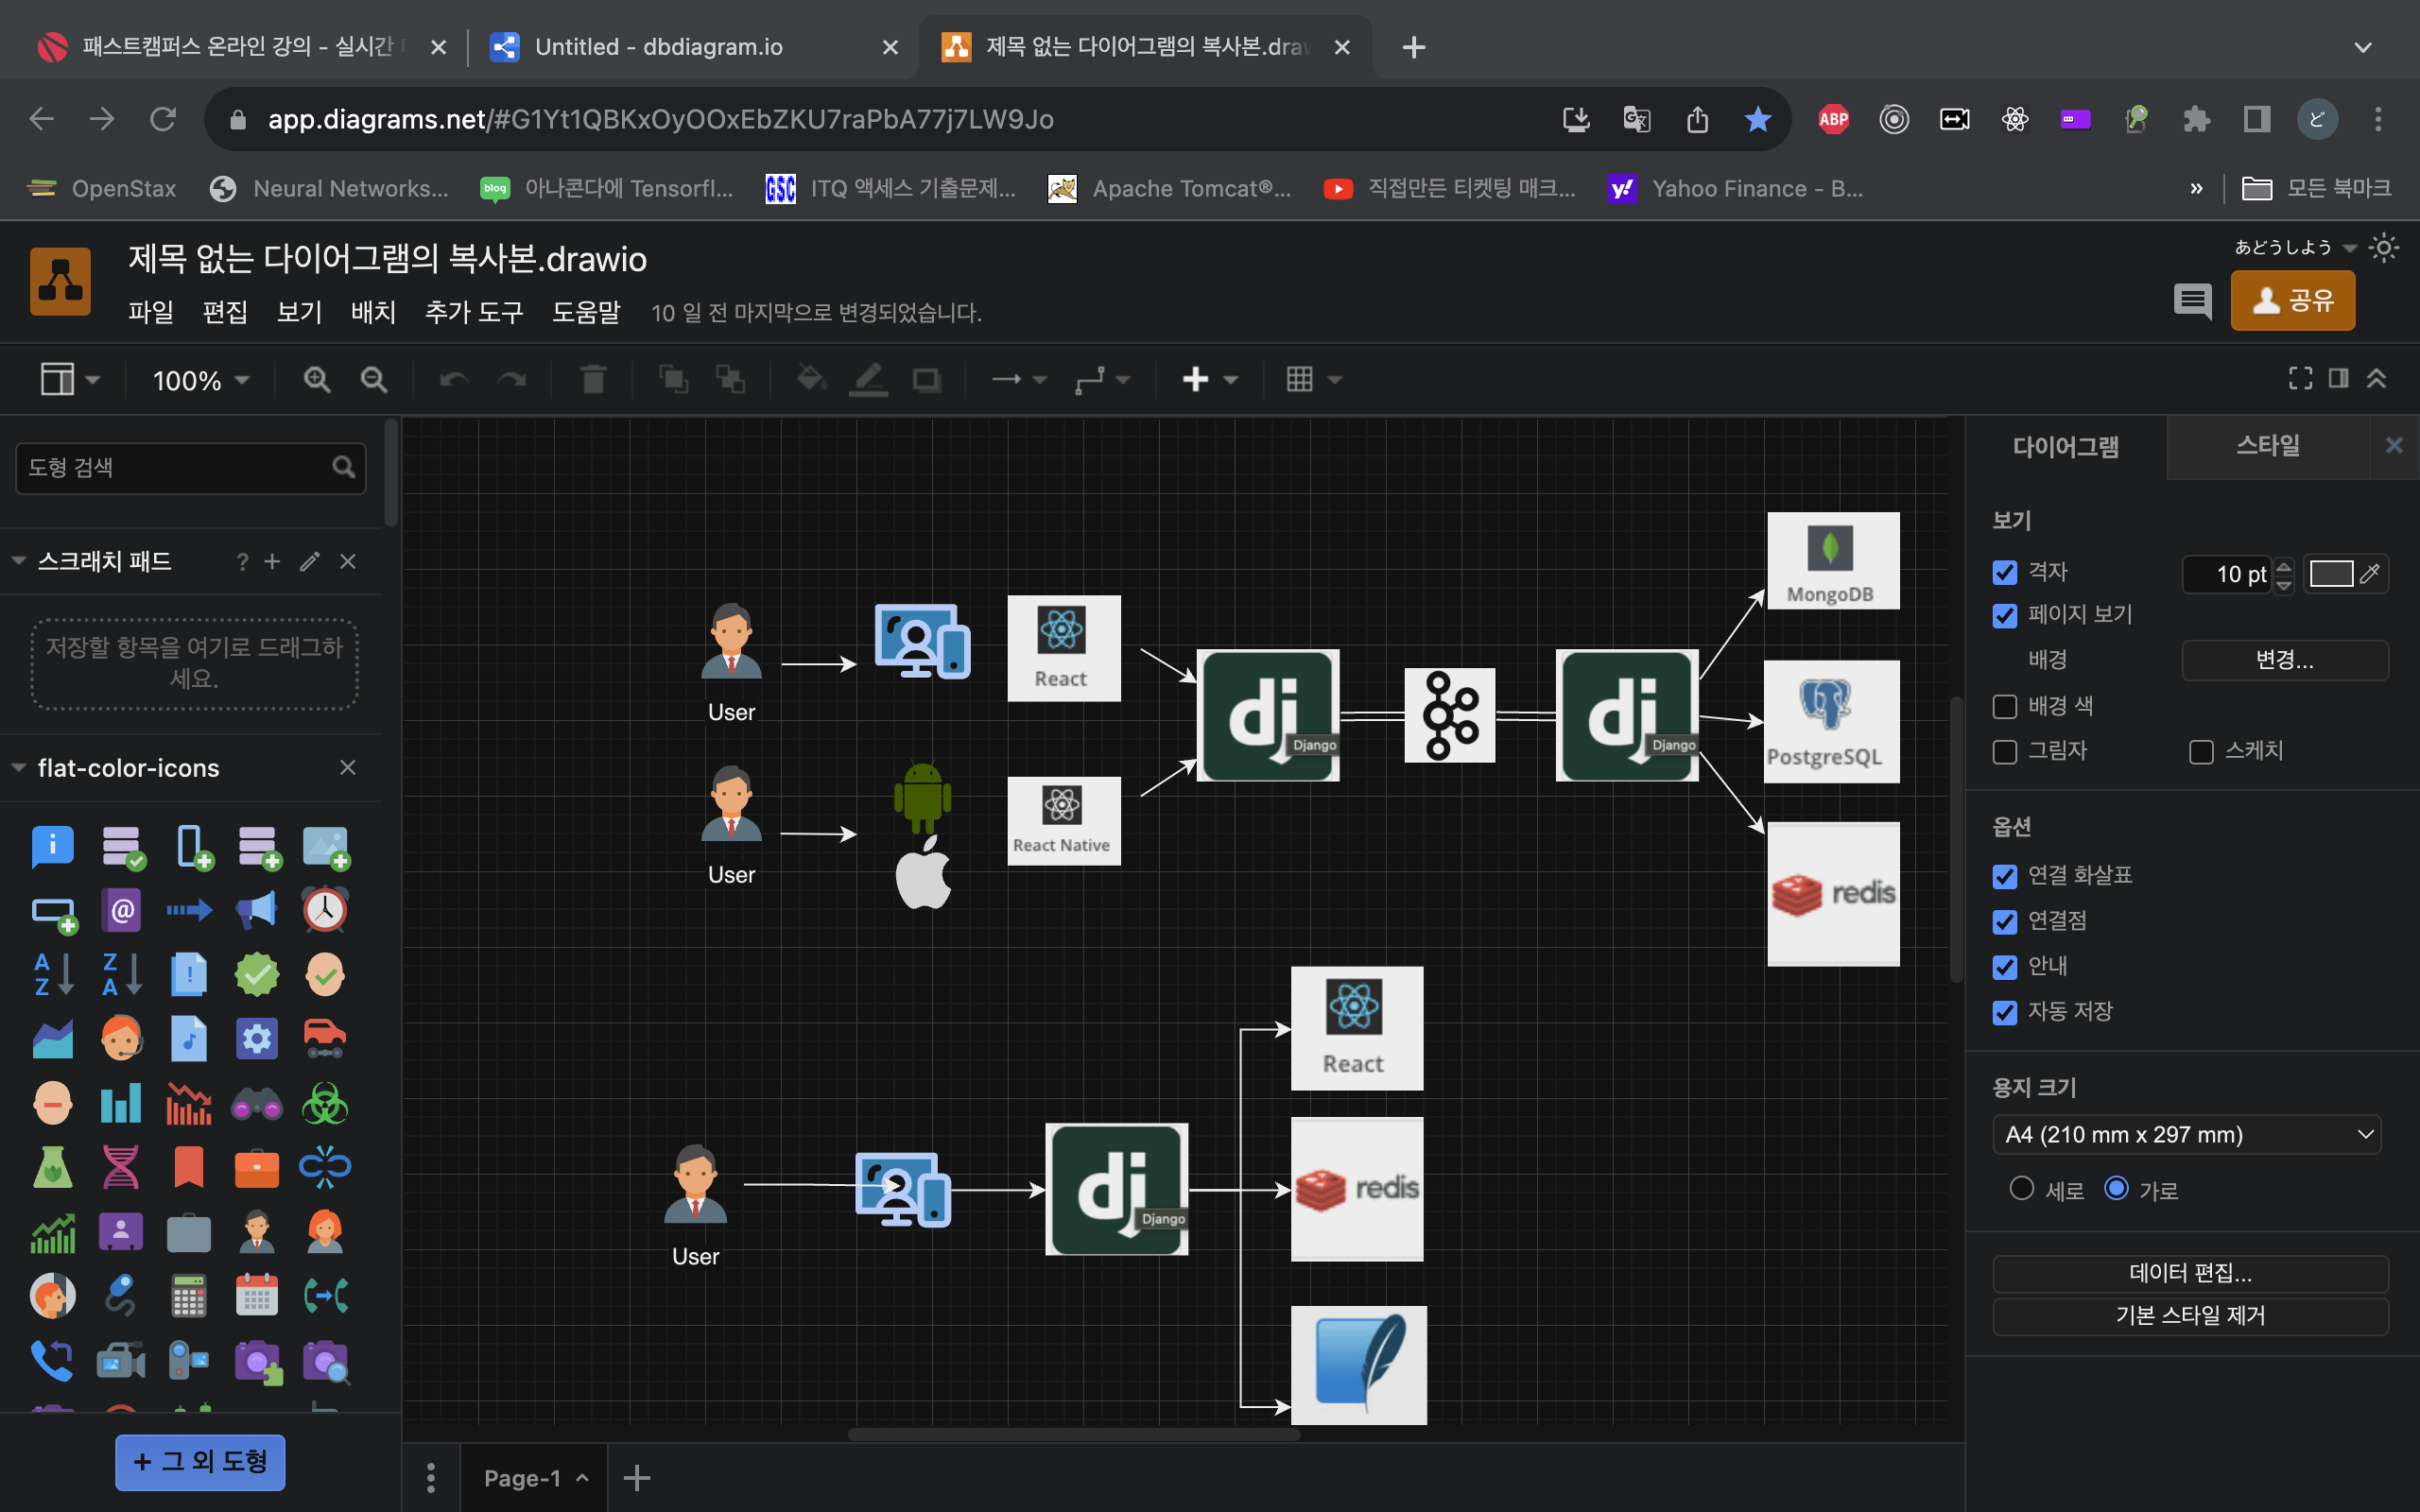 패스트캠퍼스 온라인 강의 - 실시간
Untitled - dbdiagram.io
제목 없는 다이어그램의 복사본.draw
app.diagrams.net/#G1Yt1QBKxOyOOxEbZKU7raPbA77j7LW9Jo
ABP
ど
OpenStax
Neural Networks...
blog
아나콘다에 Tensorfl...
GSC
ITQ 액세스 기출문제...
Apache Tomcat®...
직접만든 티켓팅 매크...
y!
Yahoo Finance - B...
»
모든 북마크
제목 없는 다이어그램의 복사본.drawio
あどうしよう
파일 편집 보기 배치 추가 도구 도움말 10 일 전 마지막으로 변경되었습니다.
공유
100%
도형 검색
스크래치 패드
?
저장할 항목을 여기로 드래그하
세요.
flat-color-icons
i
@
A
Z
Z
A
!
+ 그 외 도형
User
React
User
React Native
Django
Django
MongoDB
PostgreSQL
redis
User
Django
React
redis
Page-1
다이어그램
스타일
보기
격자
10 pt
페이지 보기
배경
변경...
배경 색
그림자
스케치
옵션
연결 화살표
연결점
안내
자동 저장
용지 크기
A4 (210 mm x 297 mm)
세로
가로
데이터 편집...
기본 스타일 제거